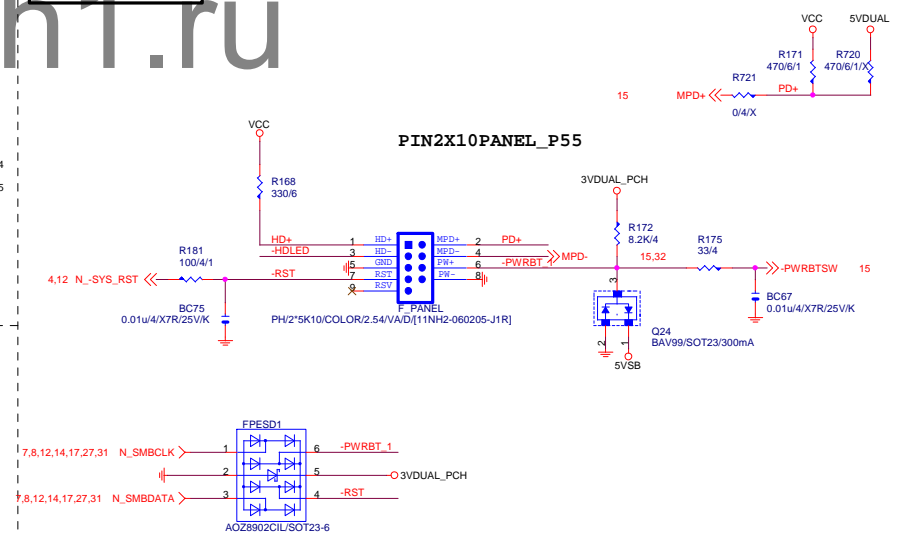 h1.ru
VCC
5VDUAL
R171
470/6/1
R720
470/6/1/X
R721
15
MPD+
PD+
0/4/X
PIN2X10PANEL_P55
VCC
4
5
3VDUAL_PCH
R168
330/6
R172
8.2K/4
HD+
1
HD+
MPD+
2
PD+
-HDLED
3
HD-
MPD-
4
MPD-
15,32
R175
33/4
R181
100/4/1
5
GND
PW+
6
-PWRBT_1
-PWRBTSW
15
4,12 N_-SYS_RST
-RST
7
RST
PW-
8
9
RSV
3
BC75
0.01u/4/X7R/25V/K
BC67
0.01u/4/X7R/25V/K
F_PANEL
PH/2*5K10/COLOR/2.54/VA/D/[11NH2-060205-J1R]
Q24
BAV99/SOT23/300mA
2
1
5VSB
FPESD1
7,8,12,14,17,27,31 N_SMBCLK
1
6
-PWRBT_1
2
5
3VDUAL_PCH
7,8,12,14,17,27,31 N_SMBDATA
3
4
-RST
AOZ8902CIL/SOT23-6